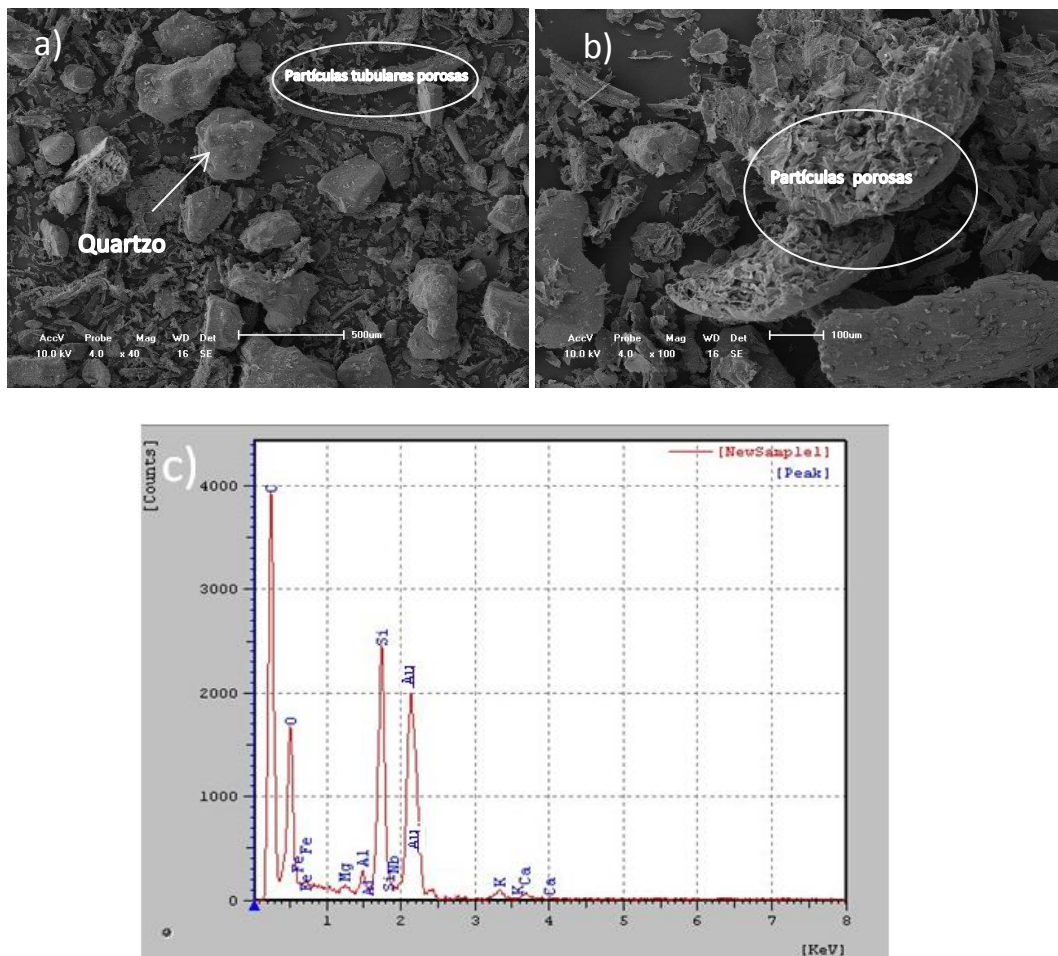 a)
Partículas tubulares porosas
Quartzo
AccV Probe Mag WD Det
10.0 kV 4.0 x 40 16 SE
500um
b)
Partículas porosas
AccV Probe Mag WD Det
10.0 kV 4.0 x 100 16 SE
100um
c)
[Counts]
[NewSample1]
[Peak]
4000
3000
2000
1000
0
C
O
Fe
Fe
Fe
Mg
Al
Al
Si
Si
Nb
Au
Au
K
K
Ca
Ca
1 2 3 4 5 6 7 8
[KeV]